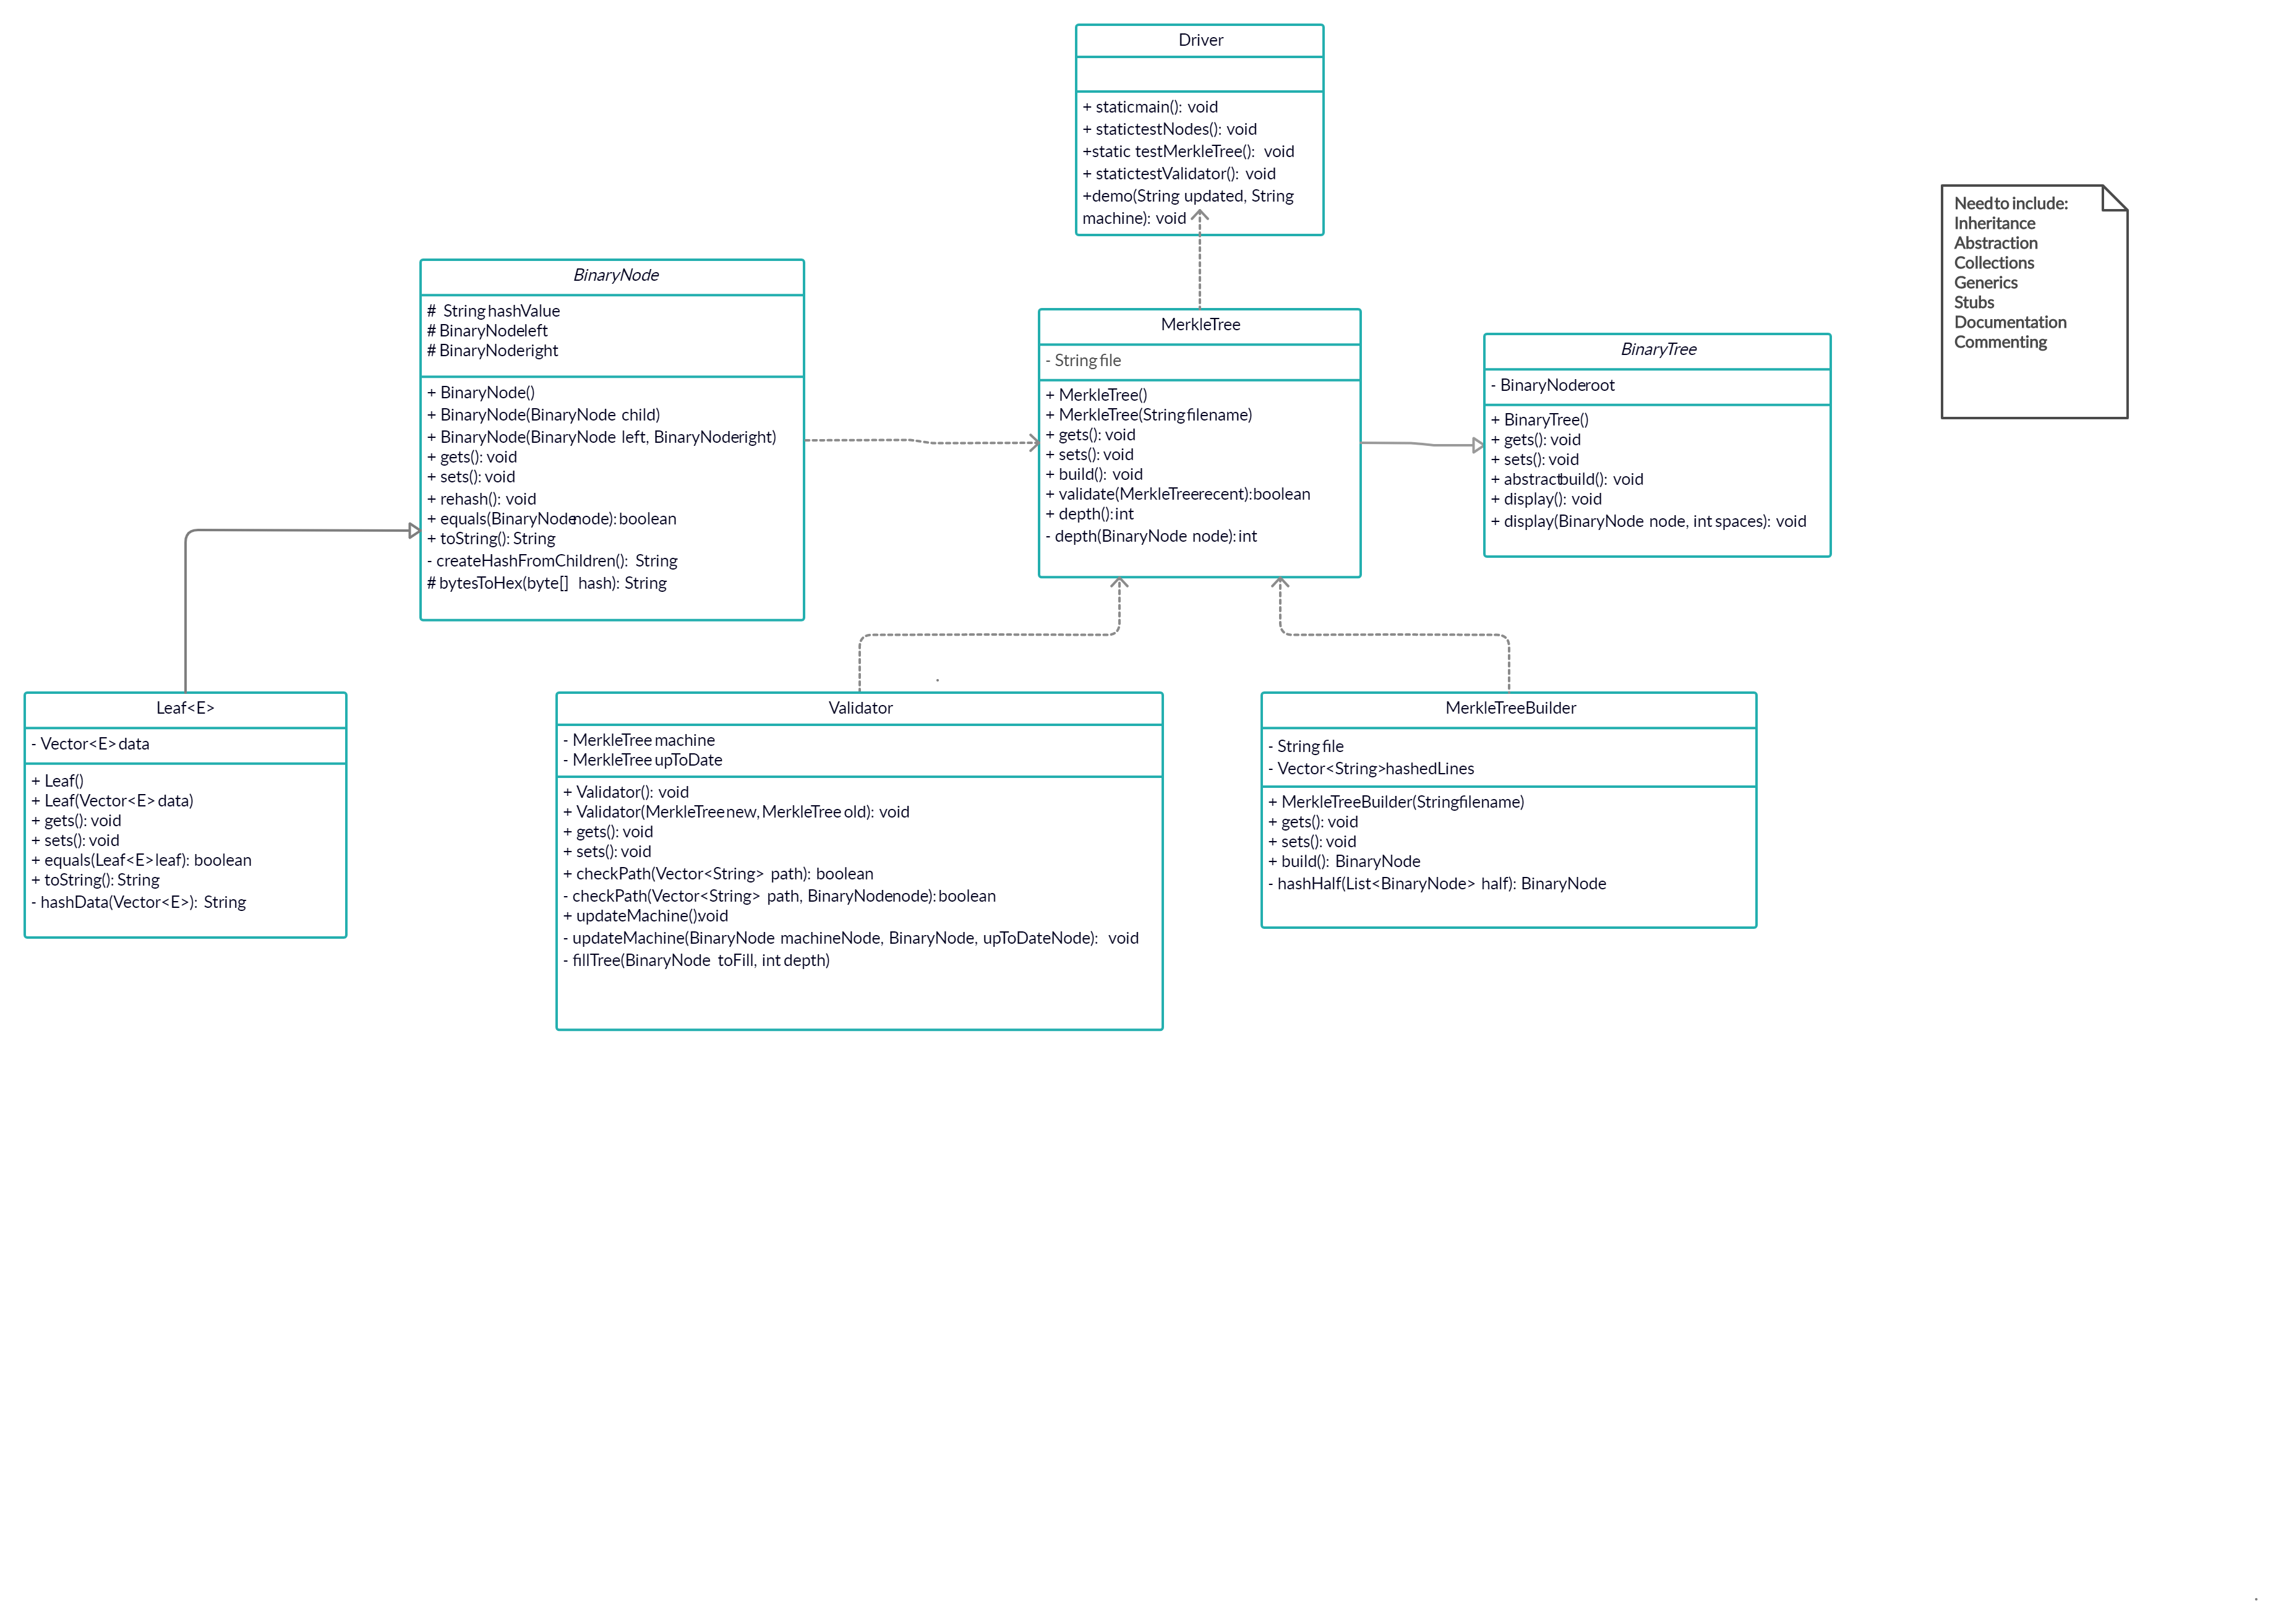 Driver
+ staticmain(): void
+ statictestNodes(): void
+static testMerkleTree(): void
+ statictestValidator(): void
+demo(String updated, String
machine): void
Need to include:
Inheritance
Abstraction
Collections
Generics
Stubs
Documentation
Commenting
BinaryNode
# String hashValue
# BinaryNodeleft
# BinaryNoderight
+ BinaryNode()
+ BinaryNode(BinaryNode child)
+ BinaryNode(BinaryNode left, BinaryNoderight)
+ gets(): void
+ sets(): void
+ rehash(): void
+ equals(BinaryNodenode): boolean
+ toString(): String
- createHashFromChildren(): String
# bytesToHex(byte[] hash): String
MerkleTree
- String file
+ MerkleTree()
+ MerkleTree(String filename)
+ gets(): void
+ sets(): void
+ build(): void
+ validate(MerkleTreerecent): boolean
+ depth(): int
- depth(BinaryNode node): int
BinaryTree
- BinaryNoderoot
+ BinaryTree()
+ gets(): void
+ sets(): void
+ abstractbuild(): void
+ display(): void
+ display(BinaryNode node, int spaces): void
Leaf<E>
- Vector<E> data
+ Leaf()
+ Leaf(Vector<E> data)
+ gets(): void
+ sets(): void
+ equals(Leaf<E> leaf): boolean
+ toString(): String
- hashData(Vector<E>): String
Validator
- MerkleTree machine
- MerkleTree upToDate
+ Validator(): void
+ Validator(MerkleTree new, MerkleTree old): void
+ gets(): void
+ sets(): void
+ checkPath(Vector<String> path): boolean
- checkPath(Vector<String> path, BinaryNodenode): boolean
+ updateMachine():void
- updateMachine(BinaryNode machineNode, BinaryNode, upToDateNode): void
- fillTree(BinaryNode toFill, int depth)
MerkleTreeBuilder
- String file
- Vector<String>hashedLines
+ MerkleTreeBuilder(Stringfilename)
+ gets(): void
+ sets(): void
+ build(): BinaryNode
- hashHalf(List<BinaryNode> half): BinaryNode